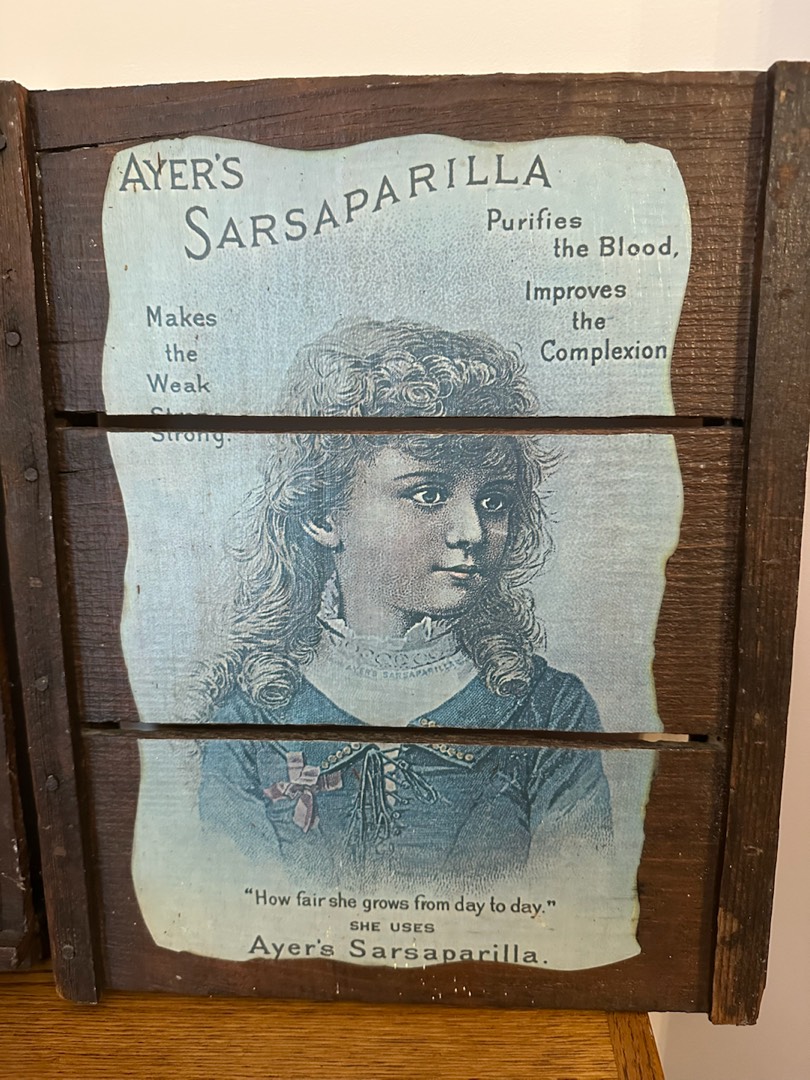 AYER'S
SARSAPARILLA
Purifies
the Blood,
Improves
the
Complexion
Makes
the
Weak
Strong.
AYER'S SARSAPARILLA
"How fair she grows from day to day."
SHE USES
Ayer's Sarsaparilla.